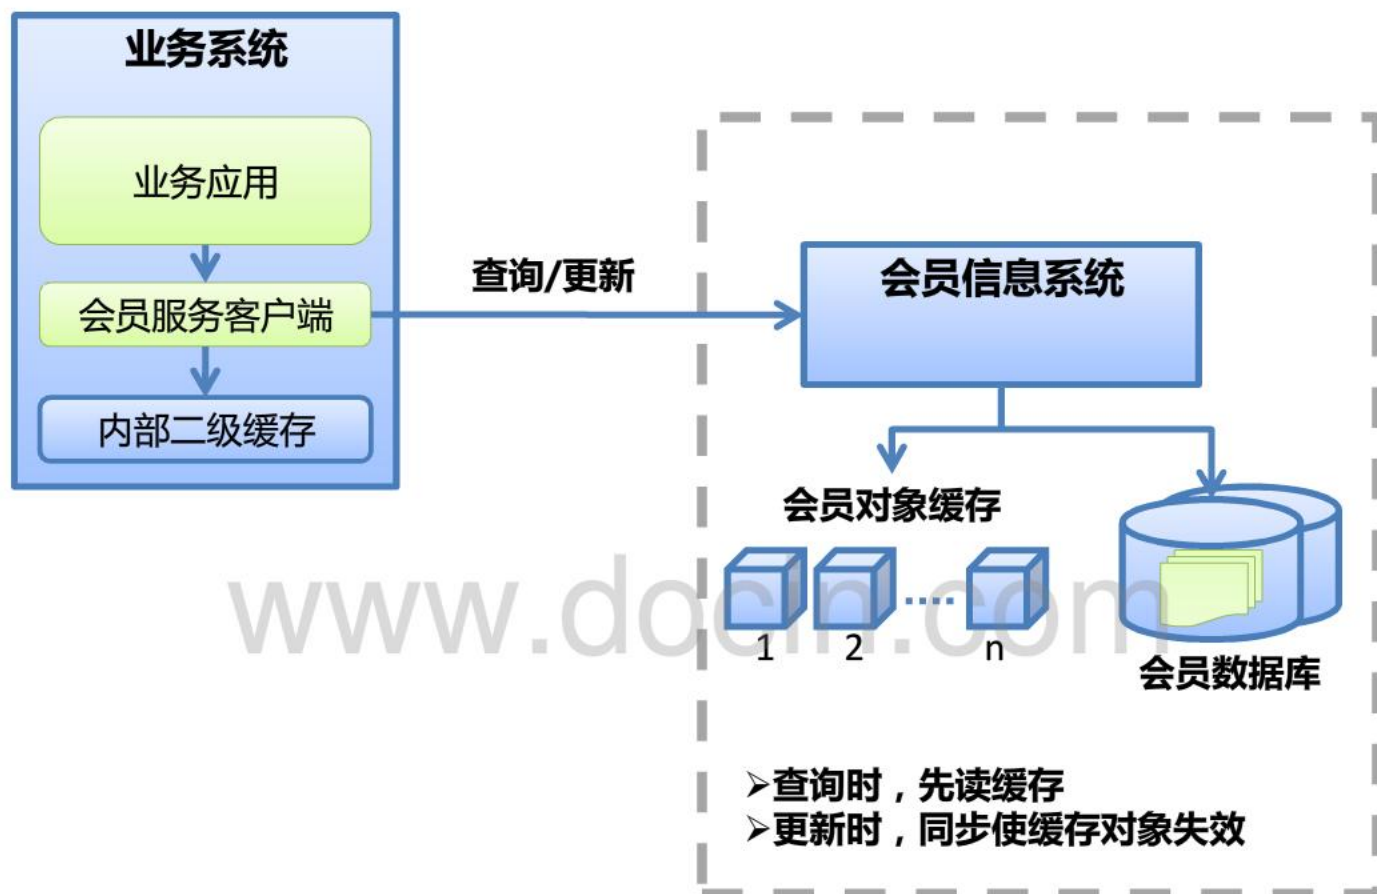 业务系统
业务应用
会员服务客户端
内部二级缓存
查询/更新
会员信息系统
会员对象缓存
1 2 ..... n
会员数据库
www.docin.com
➢查询时，先读缓存
➢更新时，同步使缓存对象失效